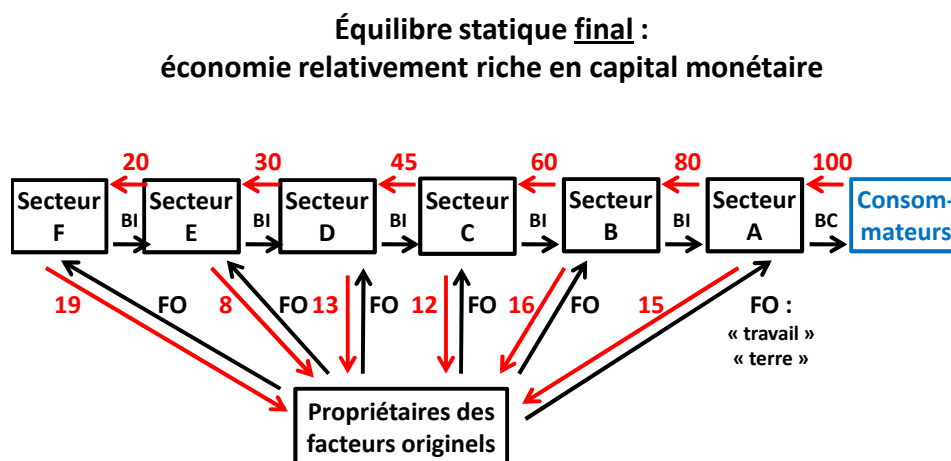 Équilibre statique final :
économie relativement riche en capital monétaire
20 30 45 60 80 100
Secteur F
BI
Secteur E
BI
Secteur D
BI
Secteur C
BI
Secteur B
BI
Secteur A
BC
Consom-
mateurs
19 FO 8 FO 13 FO 12 FO 16 FO 15 FO :
« travail »
« terre »
Propriétaires des
facteurs originels